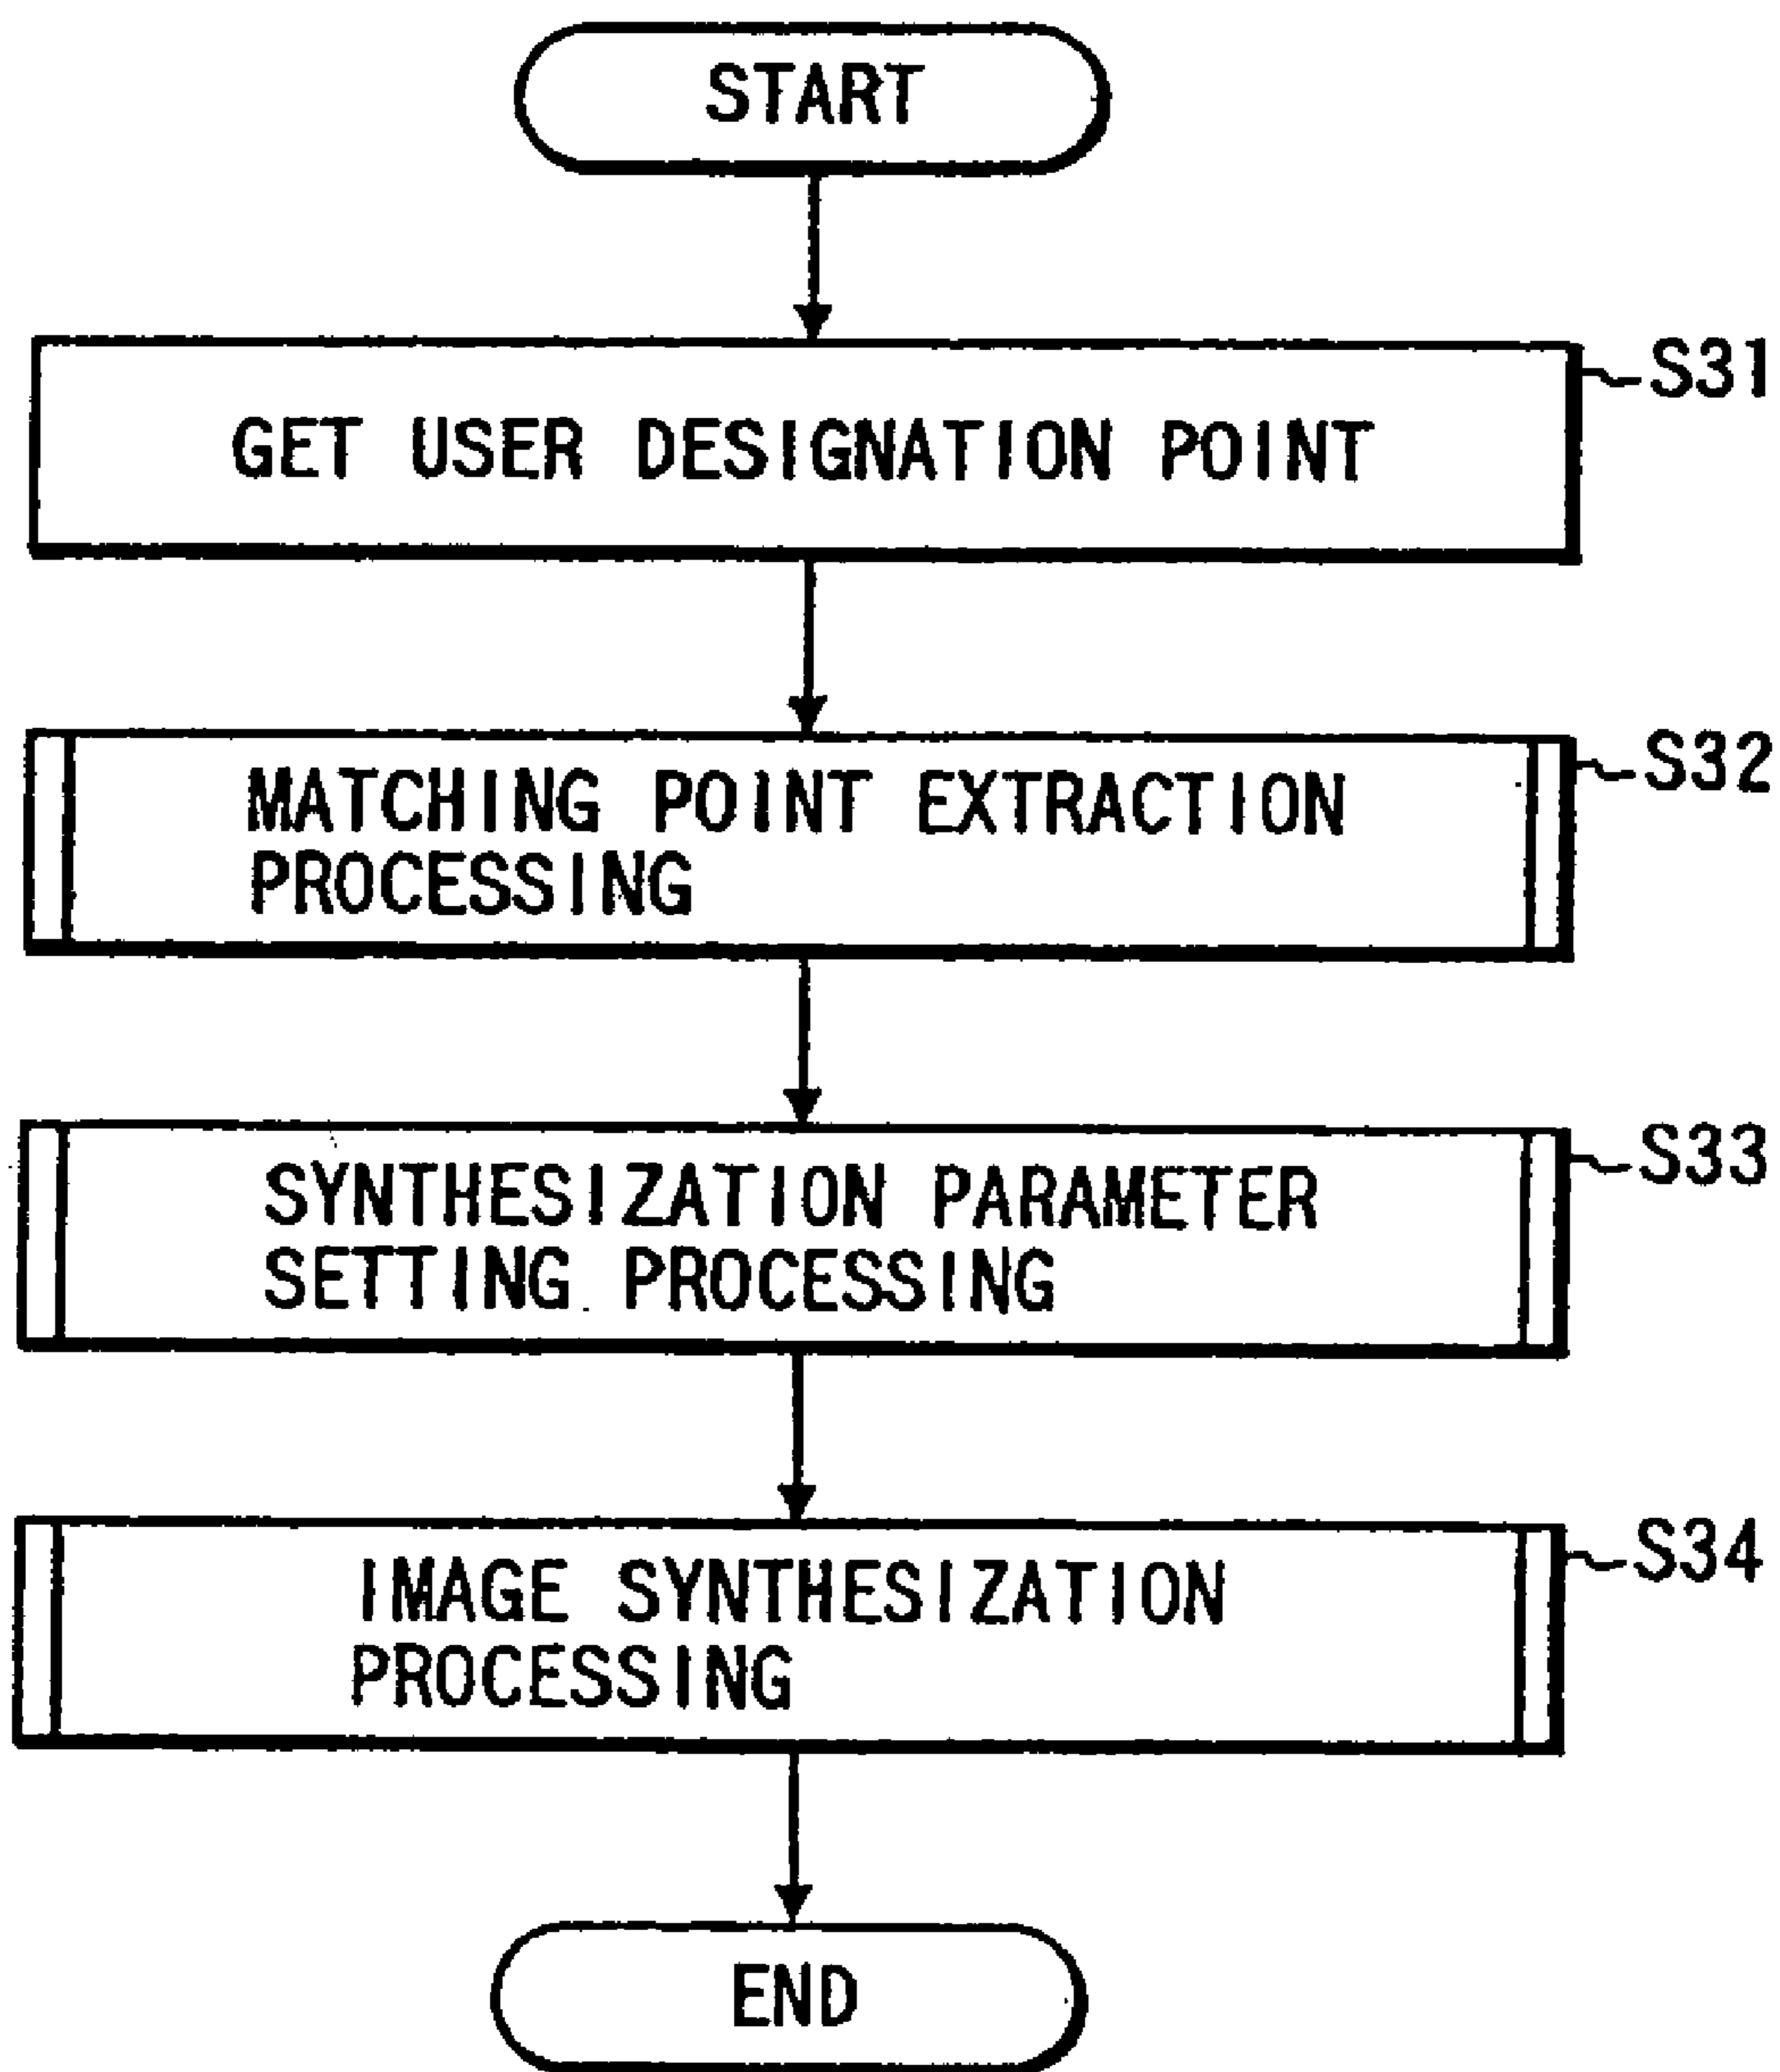 START
S31
GET USER DESIGNATION POINT
S32
MATCHING POINT EXTRACTION
PROCESSING
S33
SYNTHESIZATION PARAMETER
SETTING PROCESSING
S34
IMAGE SYNTHESIZATION
PROCESSING
END